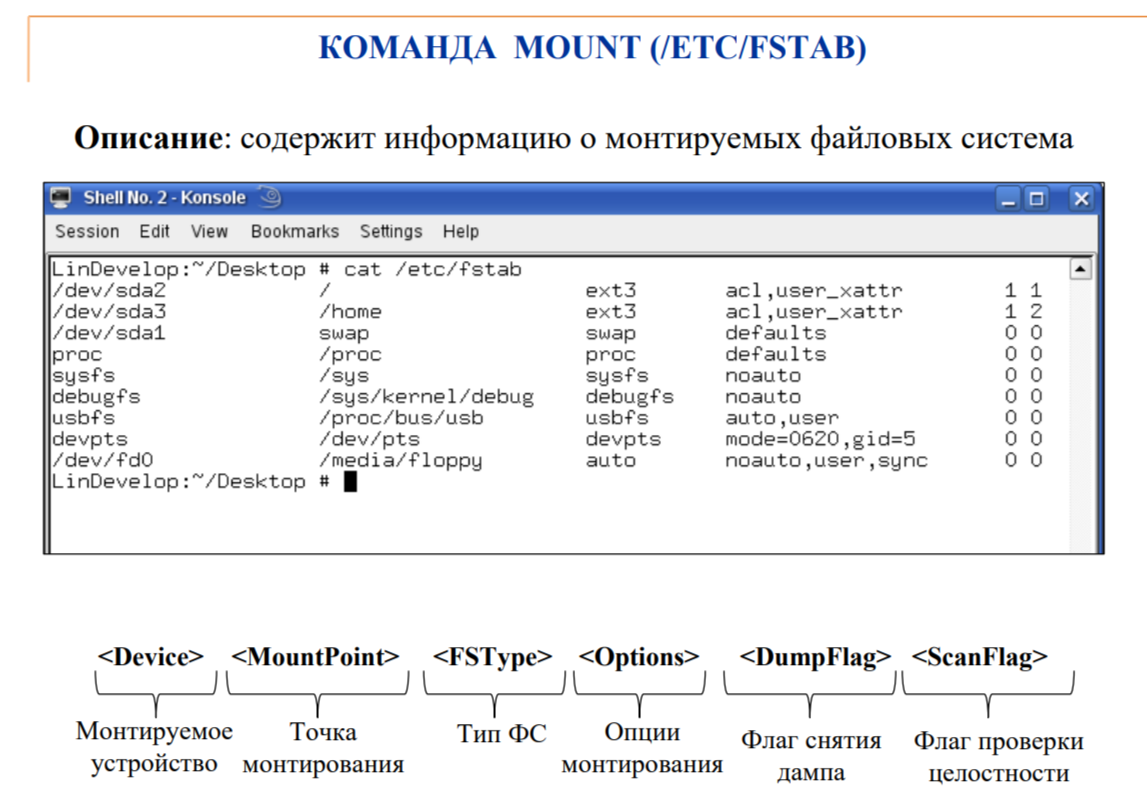 КОМАНДА MOUNT (/ETC/FSTAB)
Описание: содержит информацию о монтируемых файловых система
Shell No. 2 - Konsole
Session Edit View Bookmarks Settings Help
LinDevelop:~/Desktop # cat /etc/fstab
/dev/sda2 / ext3 acl,user_xattr 1 1
/dev/sda3 /home ext3 acl,user_xattr 1 2
/dev/sda1 swap swap defaults 0 0
proc /proc proc defaults 0 0
sysfs /sys sysfs noauto 0 0
debugfs /sys/kernel/debug debugfs noauto 0 0
usbfs /proc/bus/usb usbfs auto,user 0 0
devpts /dev/pts devpts mode=0620,gid=5 0 0
/dev/fd0 /media/floppy auto noauto,user,sync 0 0
LinDevelop:~/Desktop #
<Device> <MountPoint> <FSType> <Options> <DumpFlag> <ScanFlag>
Монтируемое
устройство
Точка
монтирования
Тип ФС
Опции
монтирования
Флаг снятия
дампа
Флаг проверки
целостности